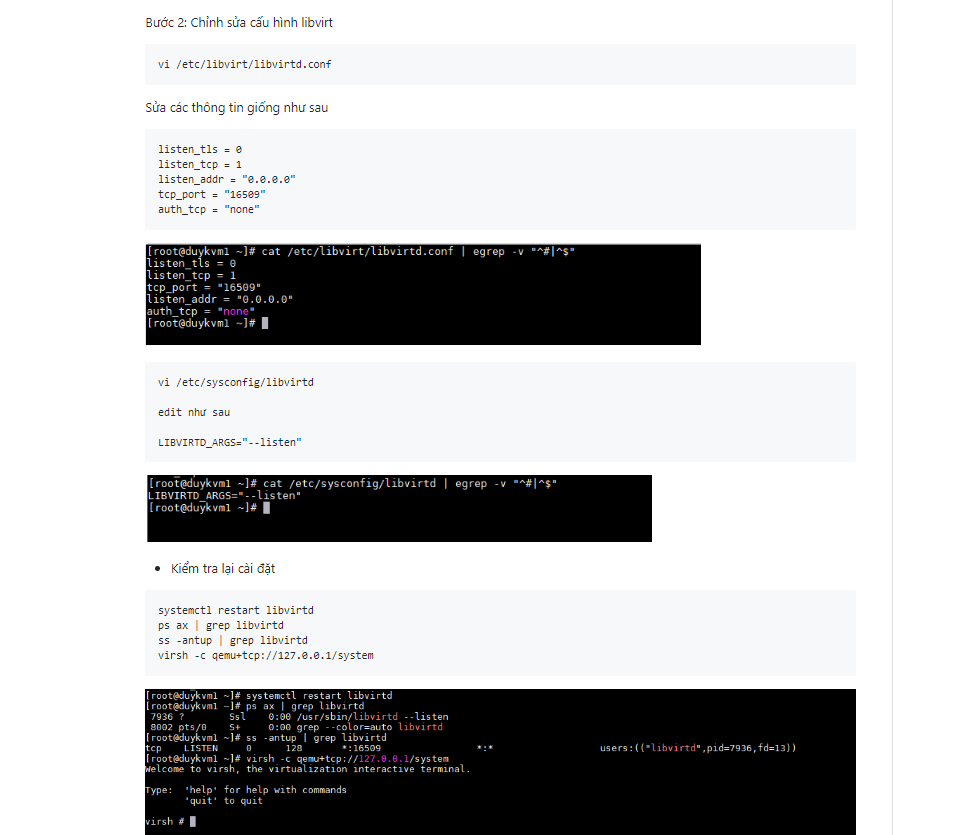 Bước 2: Chỉnh sửa cấu hình libvirt
vi /etc/libvirt/libvirtd.conf
Sửa các thông tin giống như sau
listen_tls = 0
listen_tcp = 1
listen_addr = "0.0.0.0"
tcp_port = "16509"
auth_tcp = "none"
[root@duykvm1 ~]# cat /etc/libvirt/libvirtd.conf | egrep -v "^#|^$"
listen_tls = 0
listen_tcp = 1
tcp_port = "16509"
listen_addr = "0.0.0.0"
auth_tcp = "none"
[root@duykvm1 ~]#
vi /etc/sysconfig/libvirtd
edit như sau
LIBVIRTD_ARGS="--listen"
[root@duykvm1 ~]# cat /etc/sysconfig/libvirtd | egrep -v "^#|^$"
LIBVIRTD_ARGS="--listen"
[root@duykvm1 ~]#
• Kiểm tra lại cài đặt
systemctl restart libvirtd
ps ax | grep libvirtd
ss -antup | grep libvirtd
virsh -c qemu+tcp://127.0.0.1/system
[root@duykvm1 ~]# systemctl restart libvirtd
[root@duykvm1 ~]# ps ax | grep libvirtd
7936 ? Ssl 0:00 /usr/sbin/libvirtd --listen
8002 pts/0 S+ 0:00 grep --color=auto libvirtd
[root@duykvm1 ~]# ss -antup | grep libvirtd
tcp LISTEN 0 128 *:16509 *:* users:(("libvirtd",pid=7936,fd=13))
[root@duykvm1 ~]# virsh -c qemu+tcp://127.0.0.1/system
Welcome to virsh, the virtualization interactive terminal.
Type: 'help' for help with commands
'quit' to quit
virsh #